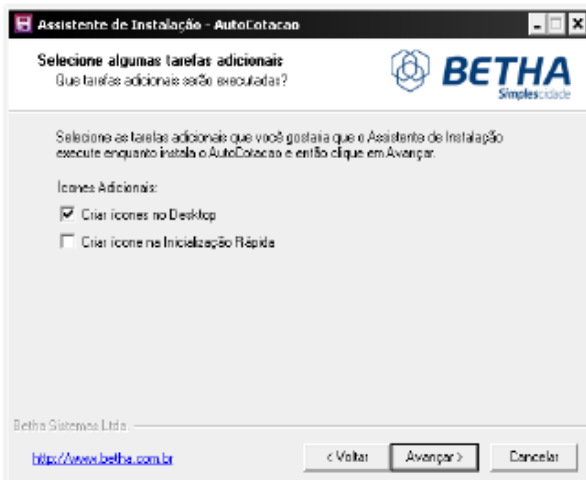 Assistente de Instalação - AutoCotacao
Selecione algumas tarefas adicionais
Que tarefas adicionais serão executadas?
BETHA
Simplescidade
Selecione as tarefas adicionais que você gostaria que o Assistente de Instalação
execute enquanto instala o AutoCotacao e então clique em Avançar.
Ícones Adicionais:
Criar ícones no Desktop
Criar ícone na Inicialização Rápida
Betha Sistemas Ltda.
http://www.betha.com.br
< Voltar
Avançar >
Cancelar